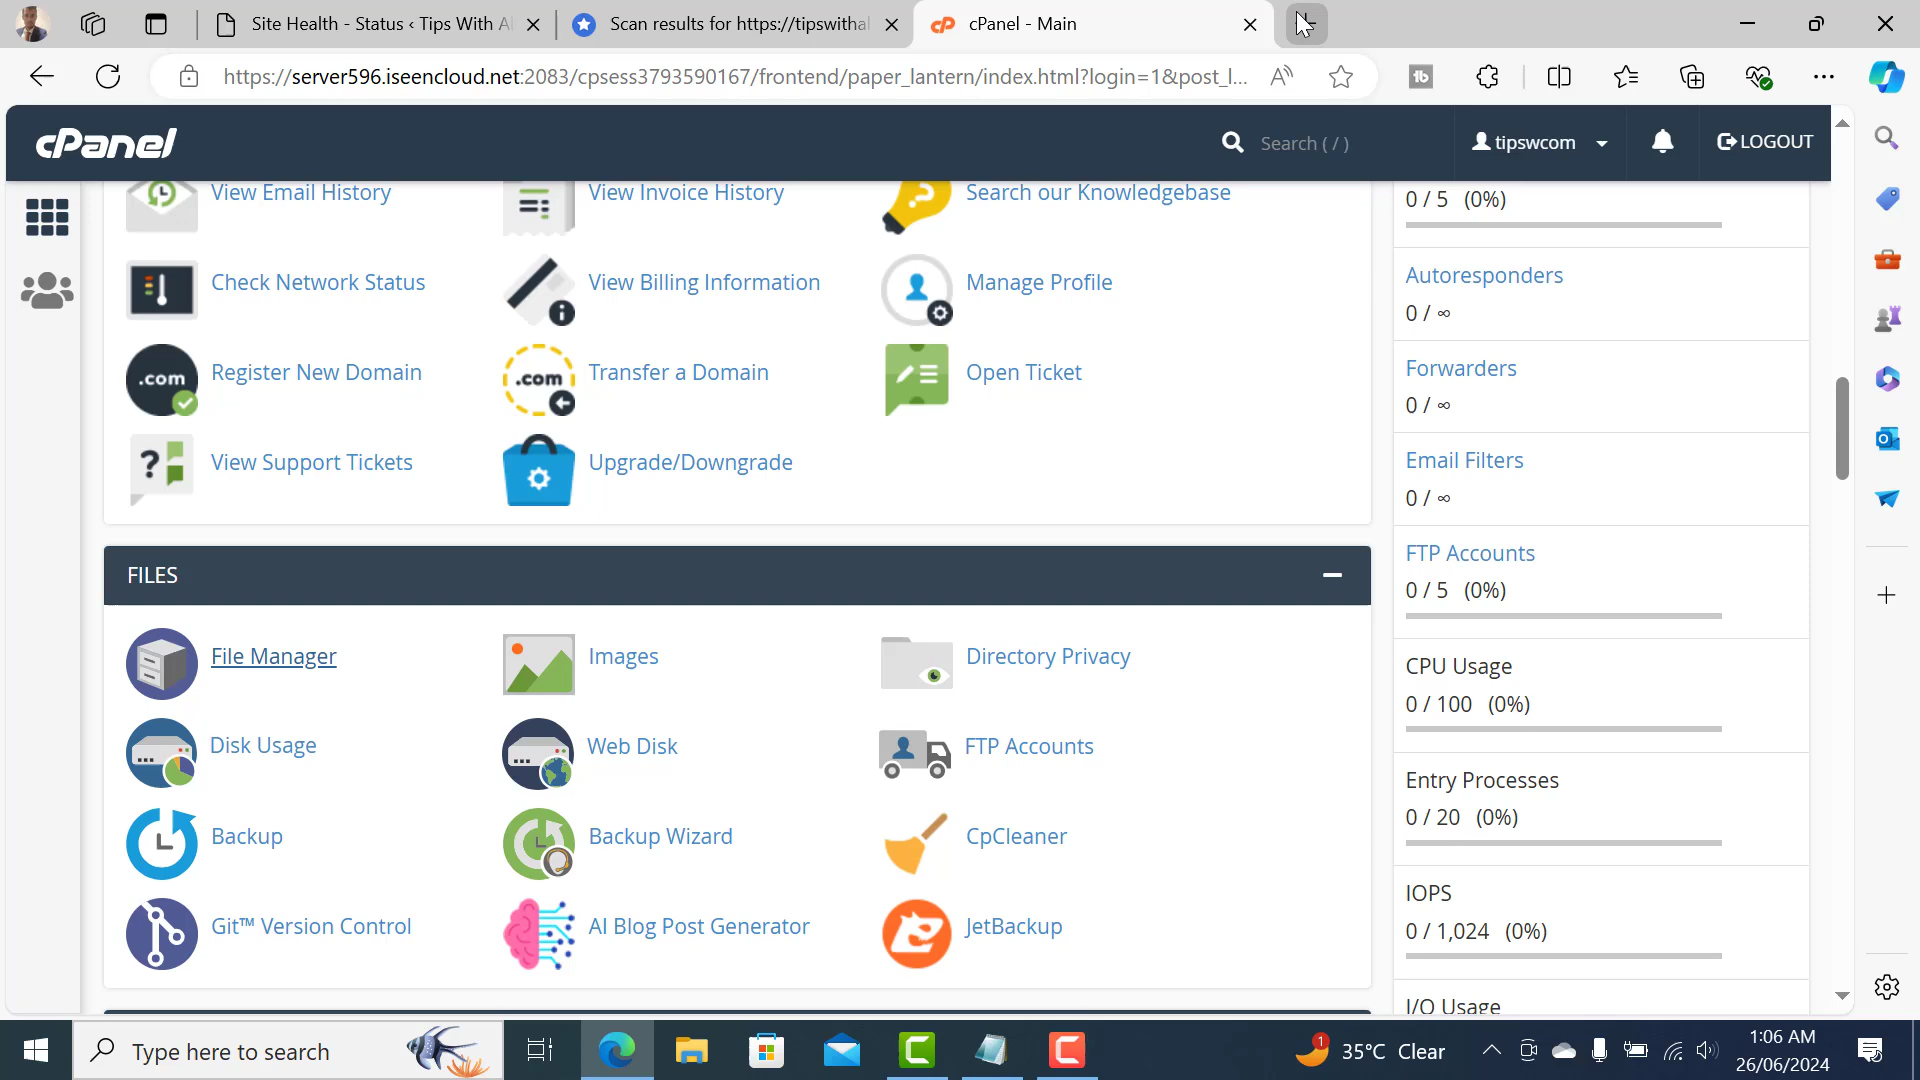 Site Health - Status ‹ Tips With Al
Scan results for https://tipswithal
cPanel - Main
https://server596.iseencloud.net:2083/cpsess3793590167/frontend/paper_lantern/index.html?login=1&post_l...
cPanel
Search ( / )
tipswcom
LOGOUT
View Email History
View Invoice History
Search our Knowledgebase
Check Network Status
View Billing Information
Manage Profile
.com
Register New Domain
.com
Transfer a Domain
Open Ticket
View Support Tickets
Upgrade/Downgrade
FILES
File Manager
Images
Directory Privacy
Disk Usage
Web Disk
FTP Accounts
Backup
Backup Wizard
CpCleaner
Git™ Version Control
AI Blog Post Generator
JetBackup
0 / 5 (0%)
Autoresponders
0 / ∞
Forwarders
0 / ∞
Email Filters
0 / ∞
FTP Accounts
0 / 5 (0%)
CPU Usage
0 / 100 (0%)
Entry Processes
0 / 20 (0%)
IOPS
0 / 1,024 (0%)
I/O Usage
Type here to search
1
35°C Clear
1:06 AM
26/06/2024